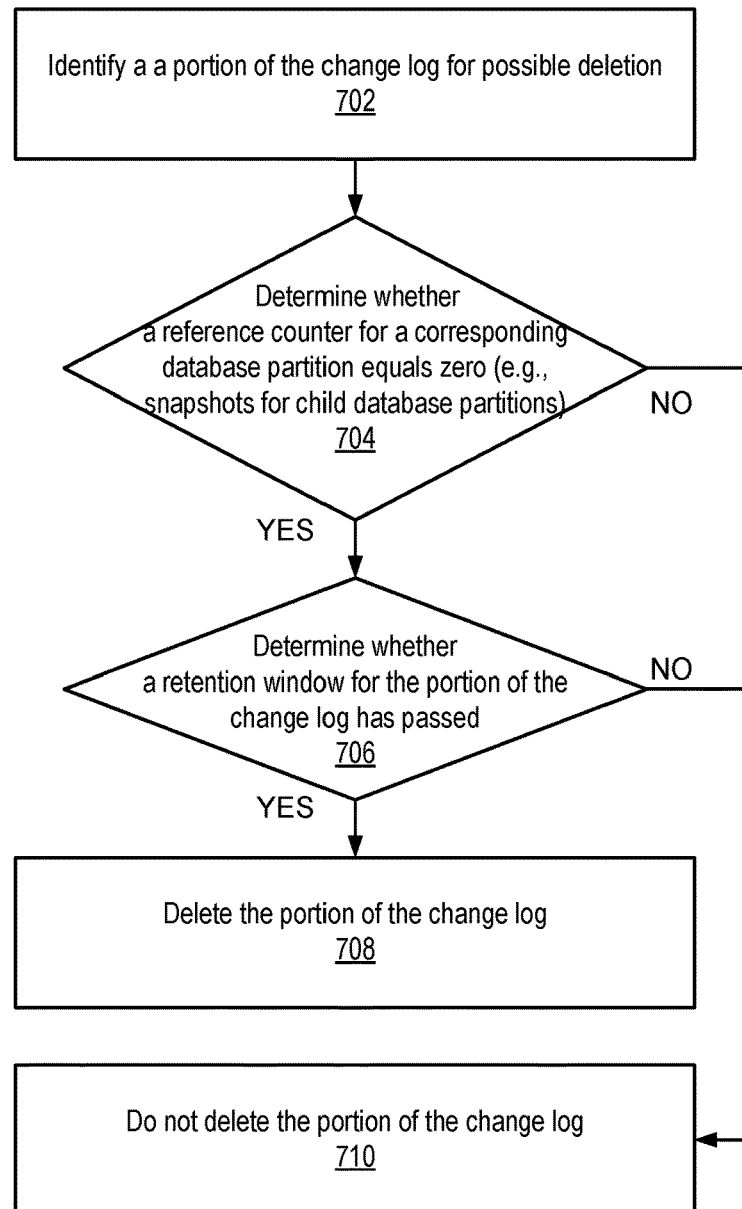 Identify a a portion of the change log for possible deletion
702
Determine whether
a reference counter for a corresponding
database partition equals zero (e.g.,
snapshots for child database partitions)
704
NO
YES
Determine whether
a retention window for the portion of the
change log has passed
706
NO
YES
Delete the portion of the change log
708
Do not delete the portion of the change log
710